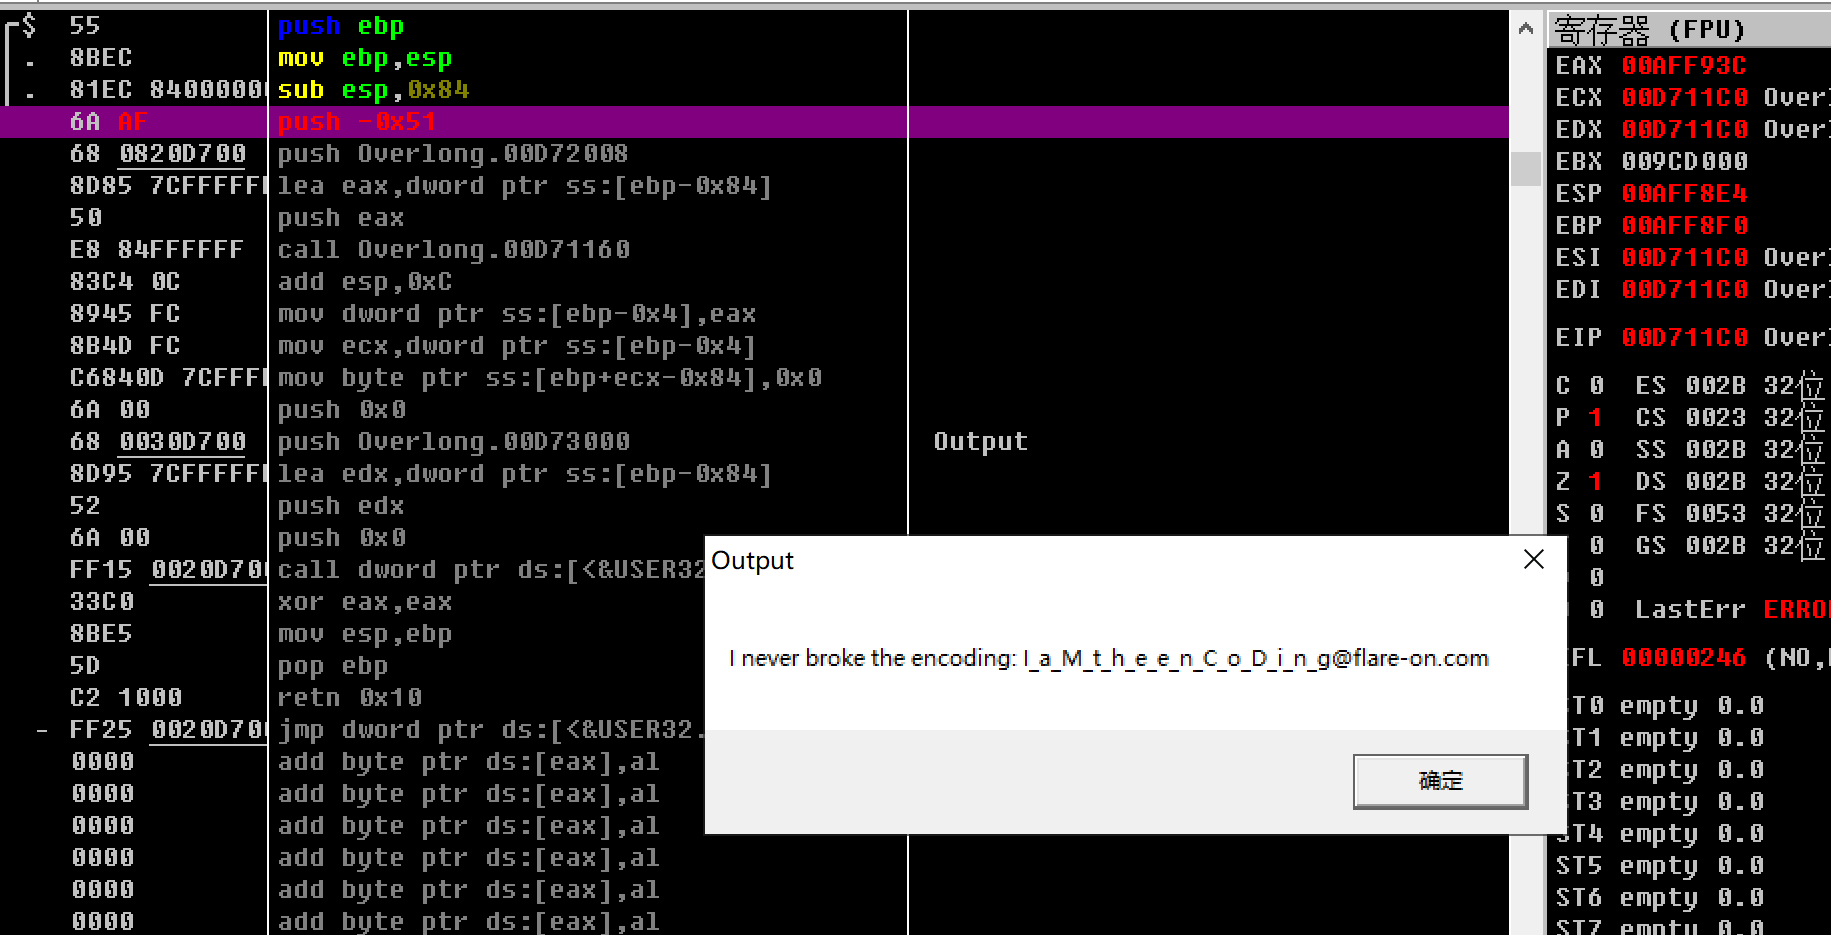 $ 55 push ebp
. 8BEC mov ebp,esp
. 81EC 84000000 sub esp,0x84
6A AF push -0x51
68 0820D700 push Overlong.00D72008
8D85 7CFFFFFF lea eax,dword ptr ss:[ebp-0x84]
50 push eax
E8 84FFFFFF call Overlong.00D71160
83C4 0C add esp,0xC
8945 FC mov dword ptr ss:[ebp-0x4],eax
8B4D FC mov ecx,dword ptr ss:[ebp-0x4]
C6840D 7CFFF mov byte ptr ss:[ebp+ecx-0x84],0x0
6A 00 push 0x0
68 0030D700 push Overlong.00D73000 Output
8D95 7CFFFFFF lea edx,dword ptr ss:[ebp-0x84]
52 push edx
6A 00 push 0x0
FF15 0020D70 call dword ptr ds:[<&USER32
33C0 xor eax,eax
8BE5 mov esp,ebp
5D pop ebp
C2 1000 retn 0x10
- FF25 0020D70 jmp dword ptr ds:[<&USER32.
0000 add byte ptr ds:[eax],al
0000 add byte ptr ds:[eax],al
0000 add byte ptr ds:[eax],al
0000 add byte ptr ds:[eax],al
0000 add byte ptr ds:[eax],al
0000 add byte ptr ds:[eax],al
寄存器 (FPU)
EAX 00AFF93C
ECX 00D711C0 Overl
EDX 00D711C0 Overl
EBX 009CD000
ESP 00AFF8E4
EBP 00AFF8F0
ESI 00D711C0 Overl
EDI 00D711C0 Overl
EIP 00D711C0 Overl
C 0 ES 002B 32位
P 1 CS 0023 32位
A 0 SS 002B 32位
Z 1 DS 002B 32位
S 0 FS 0053 32位
0 GS 002B 32位
0
0 LastErr ERRO
FL 00000246 (NO,
ST0 empty 0.0
ST1 empty 0.0
ST2 empty 0.0
ST3 empty 0.0
ST4 empty 0.0
ST5 empty 0.0
ST6 empty 0.0
ST7 empty 0.0
Output
I never broke the encoding: I_a_M_t_h_e_e_n_C_o_D_i_n_g@flare-on.com
确定